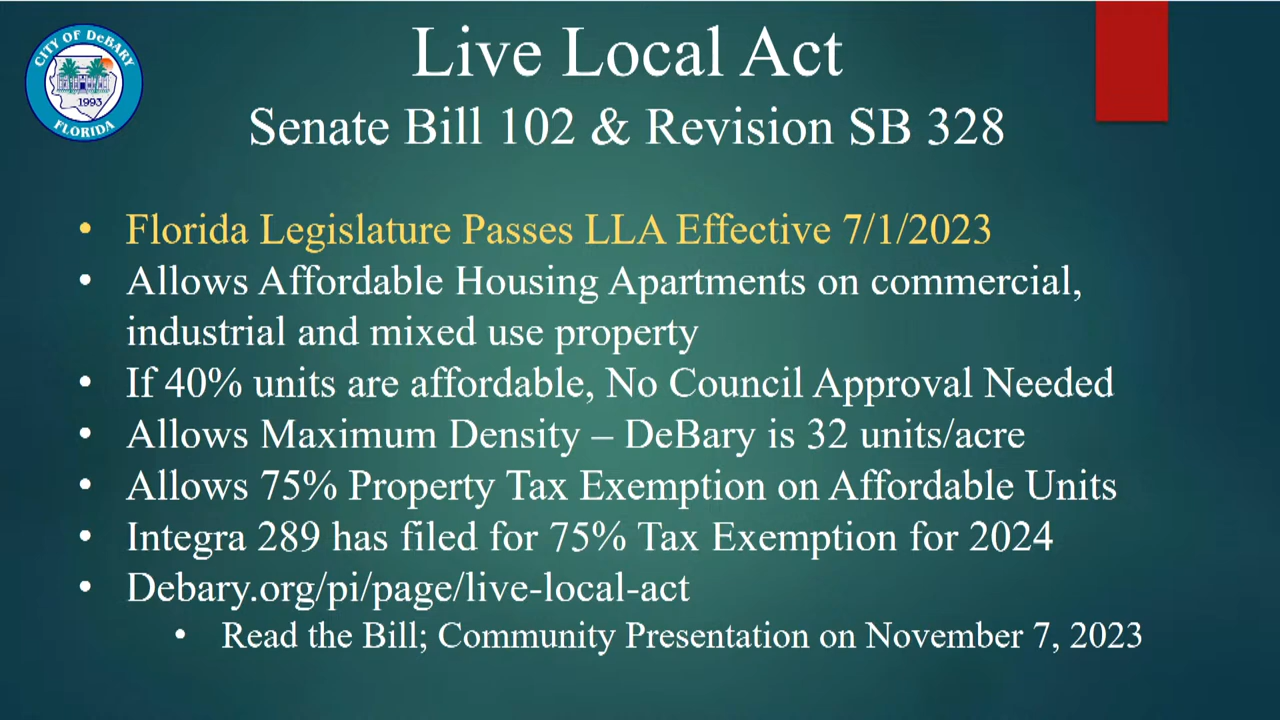 CITY OF DeBARY
1993
FLORIDA
Live Local Act
Senate Bill 102 & Revision SB 328
• Florida Legislature Passes LLA Effective 7/1/2023
• Allows Affordable Housing Apartments on commercial,
industrial and mixed use property
• If 40% units are affordable, No Council Approval Needed
• Allows Maximum Density – DeBary is 32 units/acre
• Allows 75% Property Tax Exemption on Affordable Units
• Integra 289 has filed for 75% Tax Exemption for 2024
• Debary.org/pi/page/live-local-act
• Read the Bill; Community Presentation on November 7, 2023